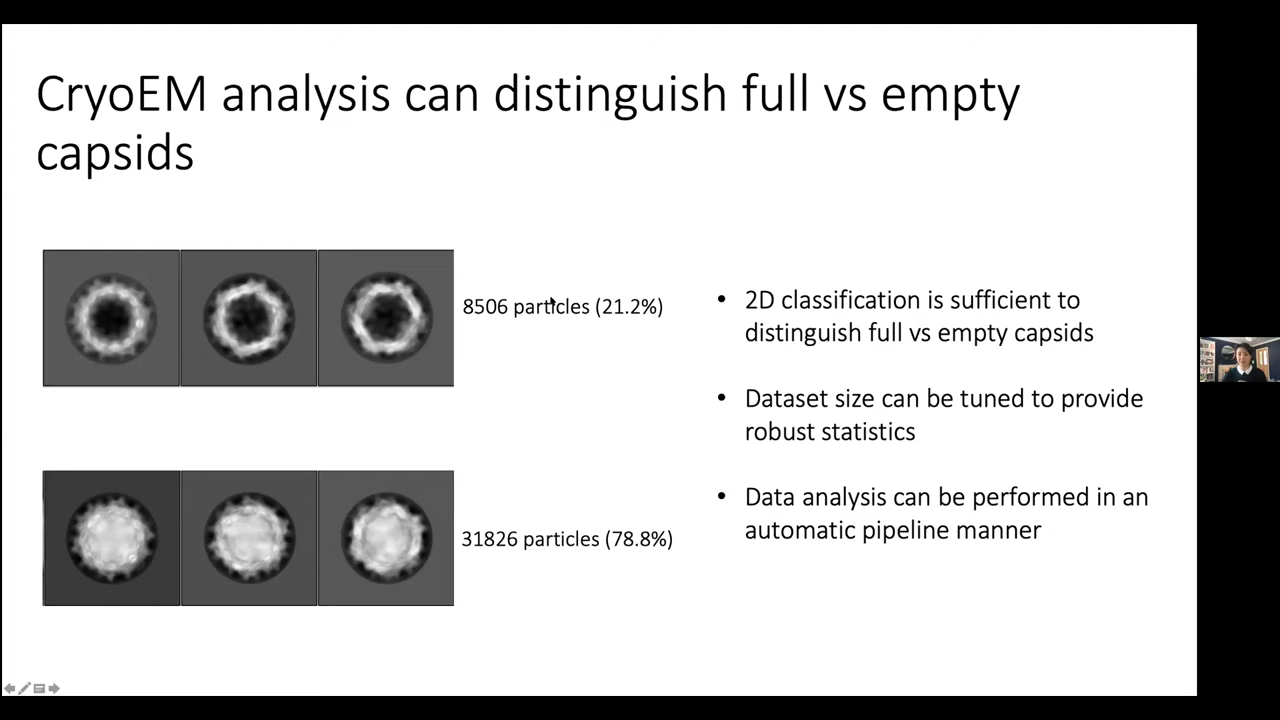 CryoEM analysis can distinguish full vs empty
capsids
8506 particles (21.2%)
31826 particles (78.8%)
• 2D classification is sufficient to
distinguish full vs empty capsids
• Dataset size can be tuned to provide
robust statistics
• Data analysis can be performed in an
automatic pipeline manner